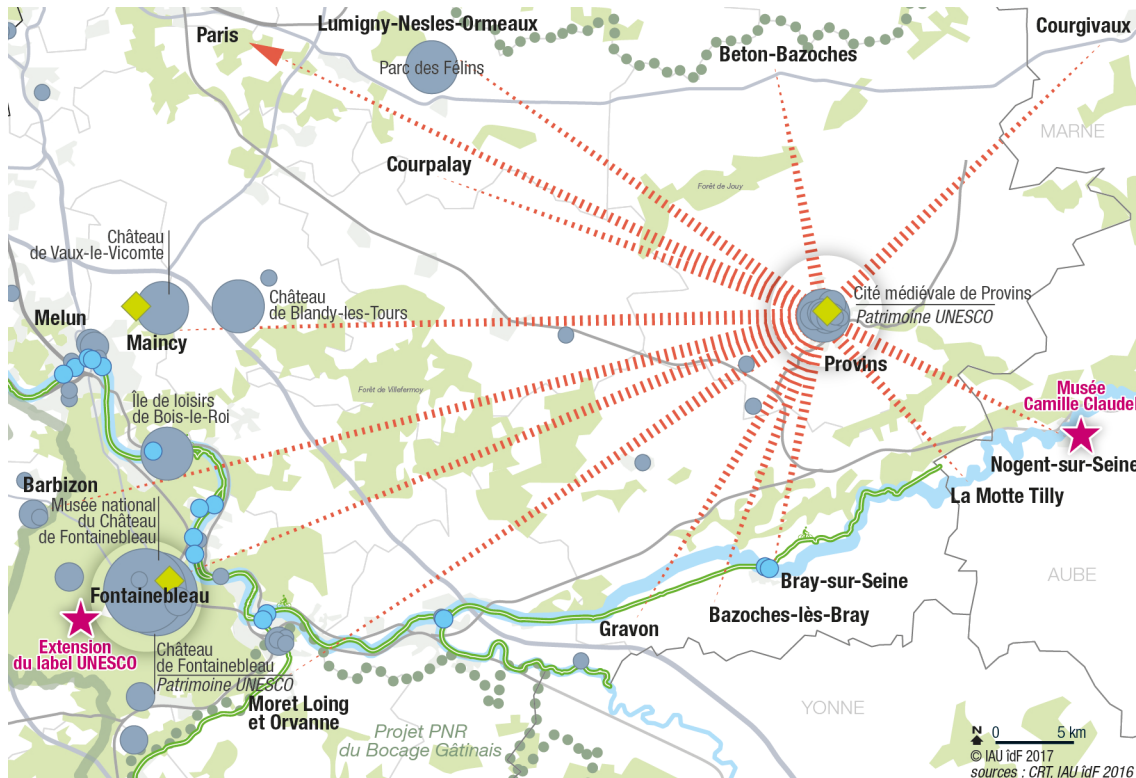 Paris
Lumigny-Nesles-Ormeaux
Parc des Félins
Beton-Bazoches
Courgivaux
MARNE
Courpalay
Forêt de Jouy
Château
de Vaux-le-Vicomte
Château
de Blandy-les-Tours
Cité médiévale de Provins
Patrimoine UNESCO
Melun
Maincy
Provins
Forêt de Villefermoy
Musée
Camille Claudel
Île de loisirs
de Bois-le-Roi
Nogent-sur-Seine
Barbizon
La Motte Tilly
Musée national
du Château
de Fontainebleau
Fontainebleau
Bray-sur-Seine
AUBE
Bazoches-lès-Bray
Gravon
Extension
du label UNESCO
Château
de Fontainebleau
Patrimoine UNESCO
Moret Loing
et Orvanne
Projet PNR
du Bocage Gâtinais
YONNE
N
0 5 km
© IAU îdF 2017
sources : CRT, IAU îdF 2016